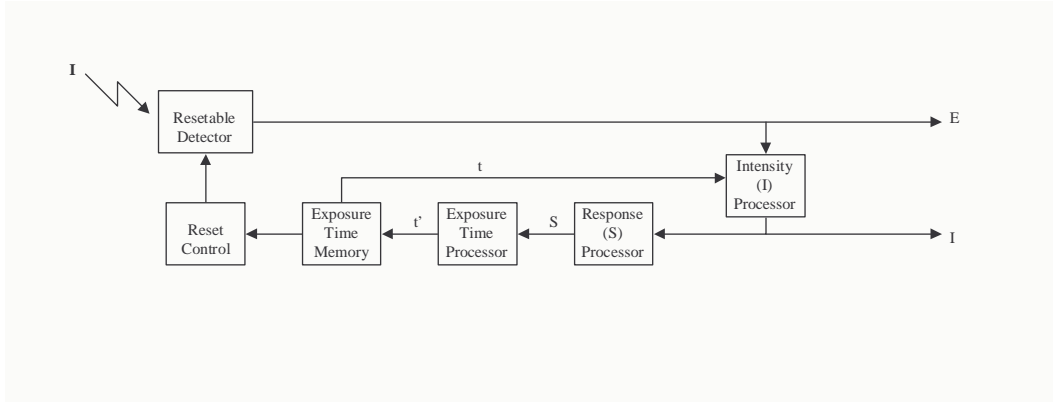 I
Resetable
Detector
E
Intensity
(I)
Processor
t
Reset
Control
Exposure
Time
Memory
t'
Exposure
Time
Processor
S
Response
(S)
Processor
I